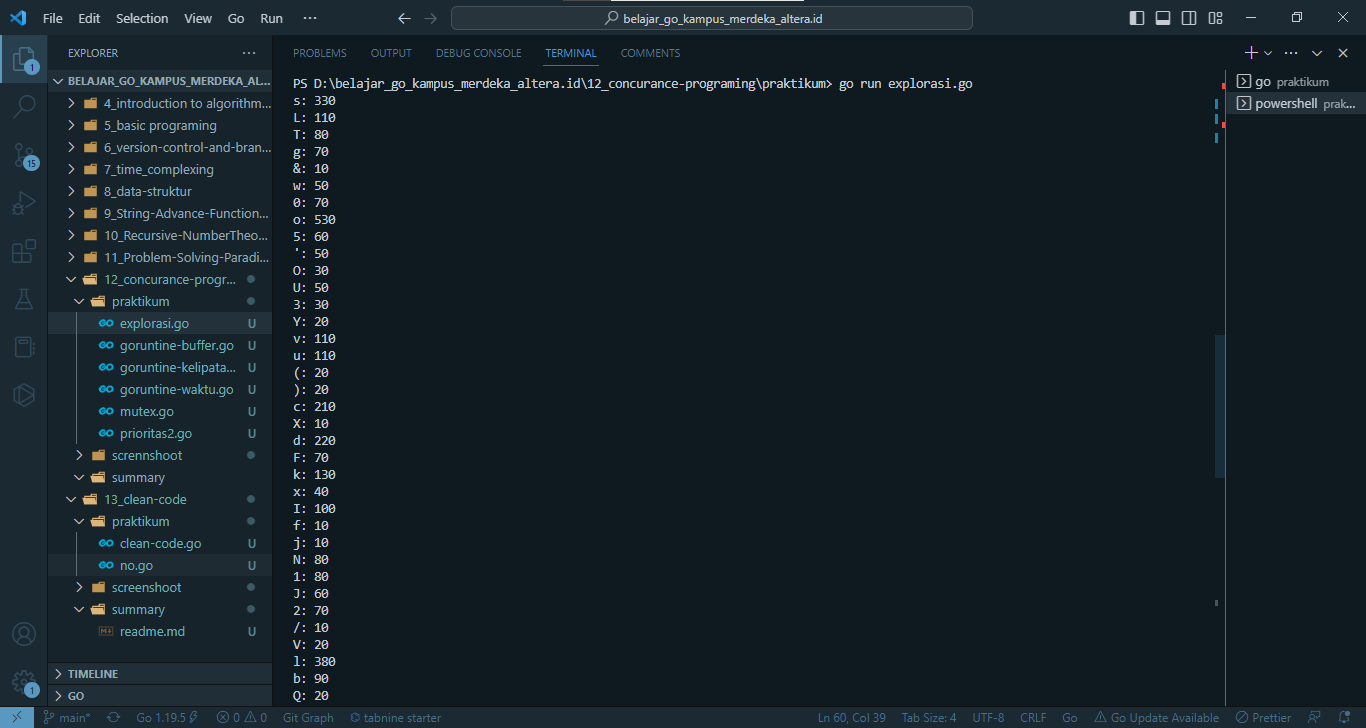 File Edit Selection View Go Run ··· belajar_go_kampus_merdeka_altera.id
EXPLORER ···
BELAJAR_GO_KAMPUS_MERDEKA_AL...
4_introduction to algorithm...
5_basic programing
6_version-control-and-bran...
7_time_complexing
8_data-struktur
9_String-Advance-Function...
10_Recursive-NumberTheo...
11_Problem-Solving-Paradi...
12_concurance-progr...
praktikum
explorasi.go U
goruntine-buffer.go U
goruntine-kelipata... U
goruntine-waktu.go U
mutex.go U
prioritas2.go U
scrennshoot
summary
13_clean-code
praktikum
clean-code.go U
no.go U
screenshoot
summary
readme.md U
TIMELINE
GO
1
15
1
PROBLEMS OUTPUT DEBUG CONSOLE TERMINAL COMMENTS
PS D:\belajar_go_kampus_merdeka_altera.id\12_concurance-programing\praktikum> go run explorasi.go
s: 330
L: 110
T: 80
g: 70
&: 10
w: 50
0: 70
o: 530
5: 60
': 50
O: 30
U: 50
3: 30
Y: 20
v: 110
u: 110
(: 20
): 20
c: 210
X: 10
d: 220
F: 70
k: 130
x: 40
I: 100
f: 10
j: 10
N: 80
1: 80
J: 60
2: 70
/: 10
V: 20
l: 380
b: 90
Q: 20
go praktikum
powershell prak...
main* Go 1.19.5 0 0 Git Graph tabnine starter Ln 60, Col 39 Tab Size: 4 UTF-8 CRLF Go Go Update Available Prettier